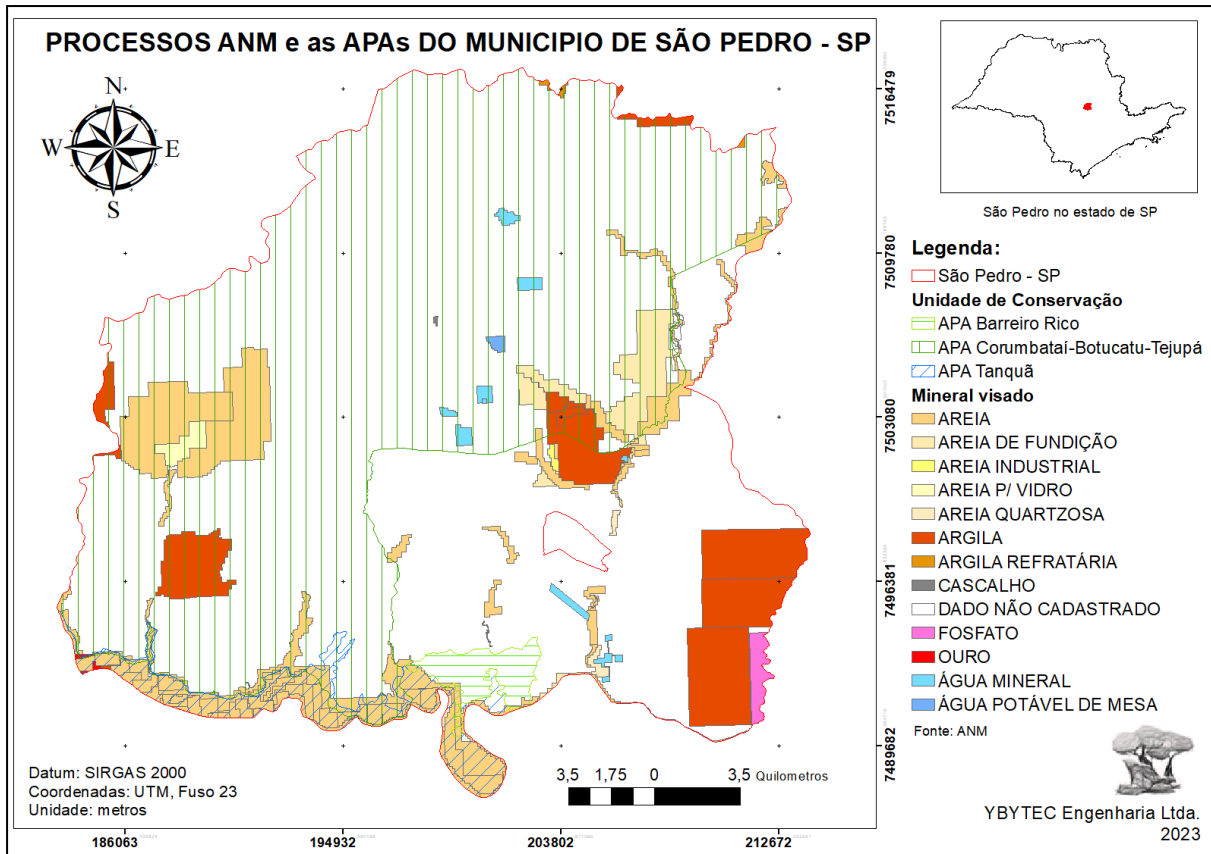 PROCESSOS ANM e as APAs DO MUNICIPIO DE SÃO PEDRO - SP
N
W E
S
7516479
7509780
7503080
7496381
7489682
Datum: SIRGAS 2000
Coordenadas: UTM, Fuso 23
Unidade: metros
3,5 1,75 0 3,5 Quilometros
186063 194932 203802 212672
São Pedro no estado de SP
Legenda:
São Pedro - SP
Unidade de Conservação
APA Barreiro Rico
APA Corumbataí-Botucatu-Tejupá
APA Tanquã
Mineral visado
AREIA
AREIA DE FUNDIÇÃO
AREIA INDUSTRIAL
AREIA P/ VIDRO
AREIA QUARTZOSA
ARGILA
ARGILA REFRATÁRIA
CASCALHO
DADO NÃO CADASTRADO
FOSFATO
OURO
ÁGUA MINERAL
ÁGUA POTÁVEL DE MESA
Fonte: ANM
YBYTEC Engenharia Ltda.
2023